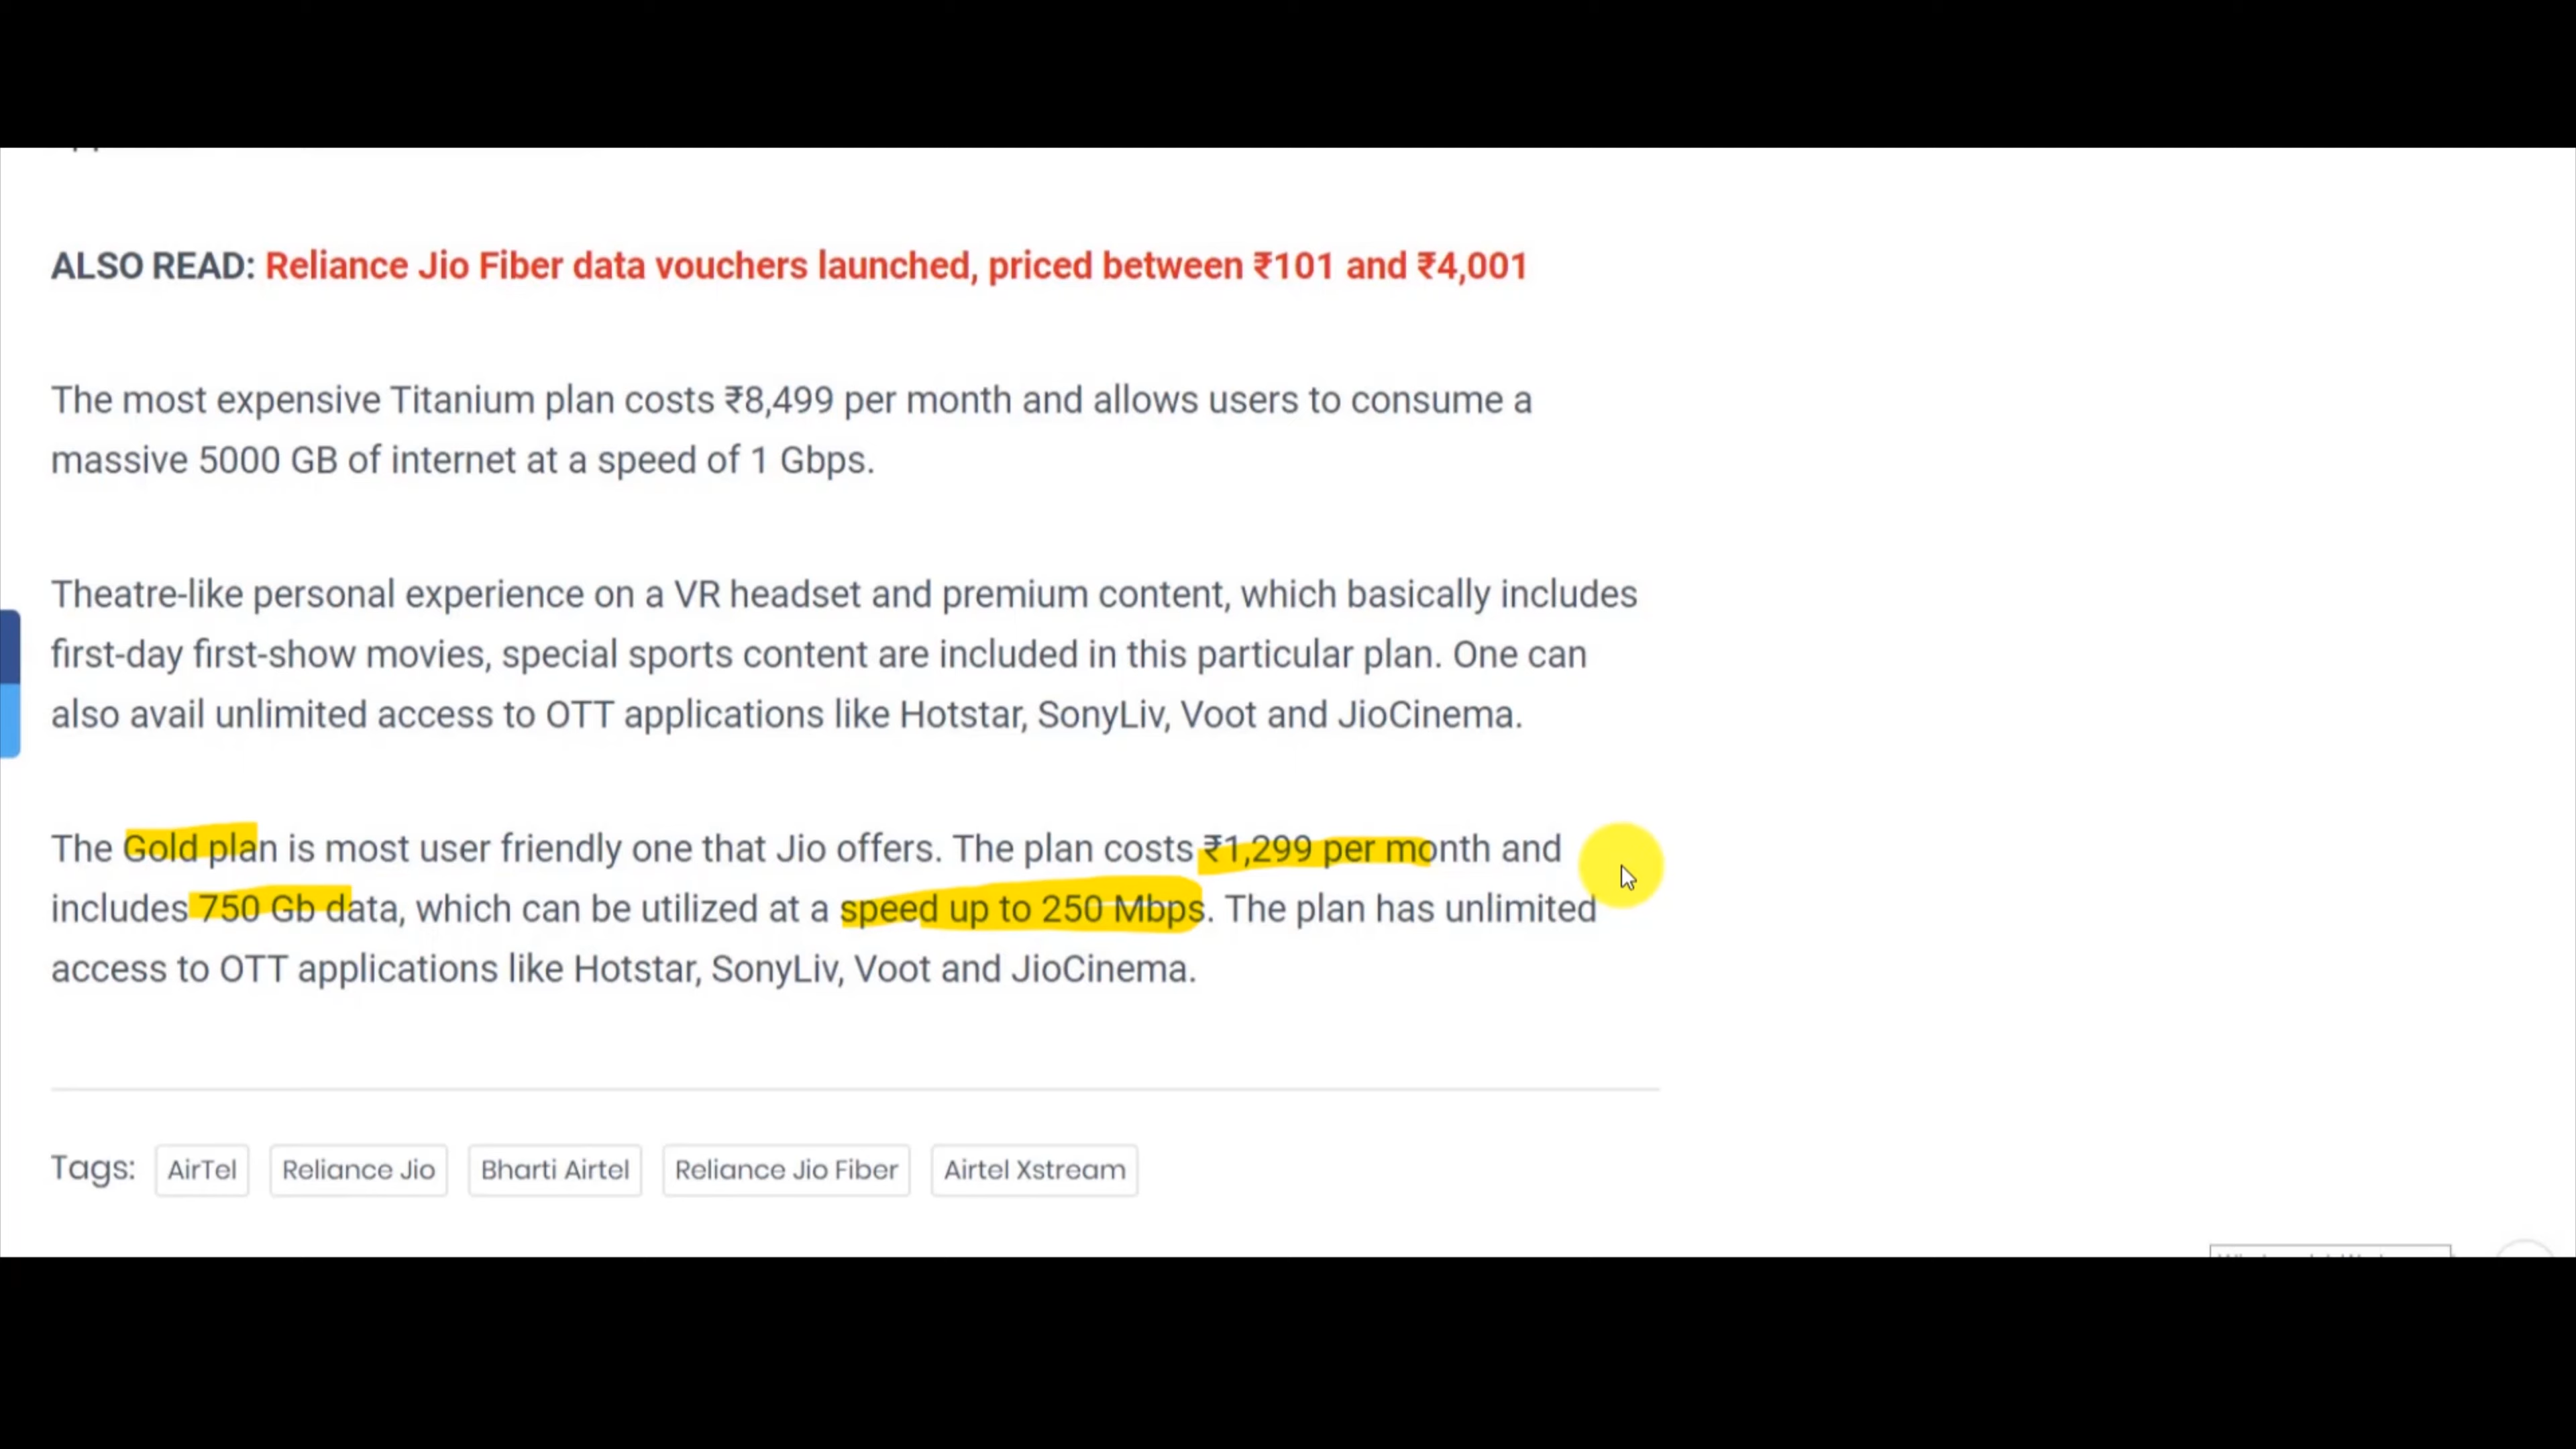 ALSO READ: Reliance Jio Fiber data vouchers launched, priced between ₹101 and ₹4,001
The most expensive Titanium plan costs ₹8,499 per month and allows users to consume a
massive 5000 GB of internet at a speed of 1 Gbps.
Theatre-like personal experience on a VR headset and premium content, which basically includes
first-day first-show movies, special sports content are included in this particular plan. One can
also avail unlimited access to OTT applications like Hotstar, SonyLiv, Voot and JioCinema.
The Gold plan is most user friendly one that Jio offers. The plan costs ₹1,299 per month and
includes 750 Gb data, which can be utilized at a speed up to 250 Mbps. The plan has unlimited
access to OTT applications like Hotstar, SonyLiv, Voot and JioCinema.
Tags: AirTel Reliance Jio Bharti Airtel Reliance Jio Fiber Airtel Xstream